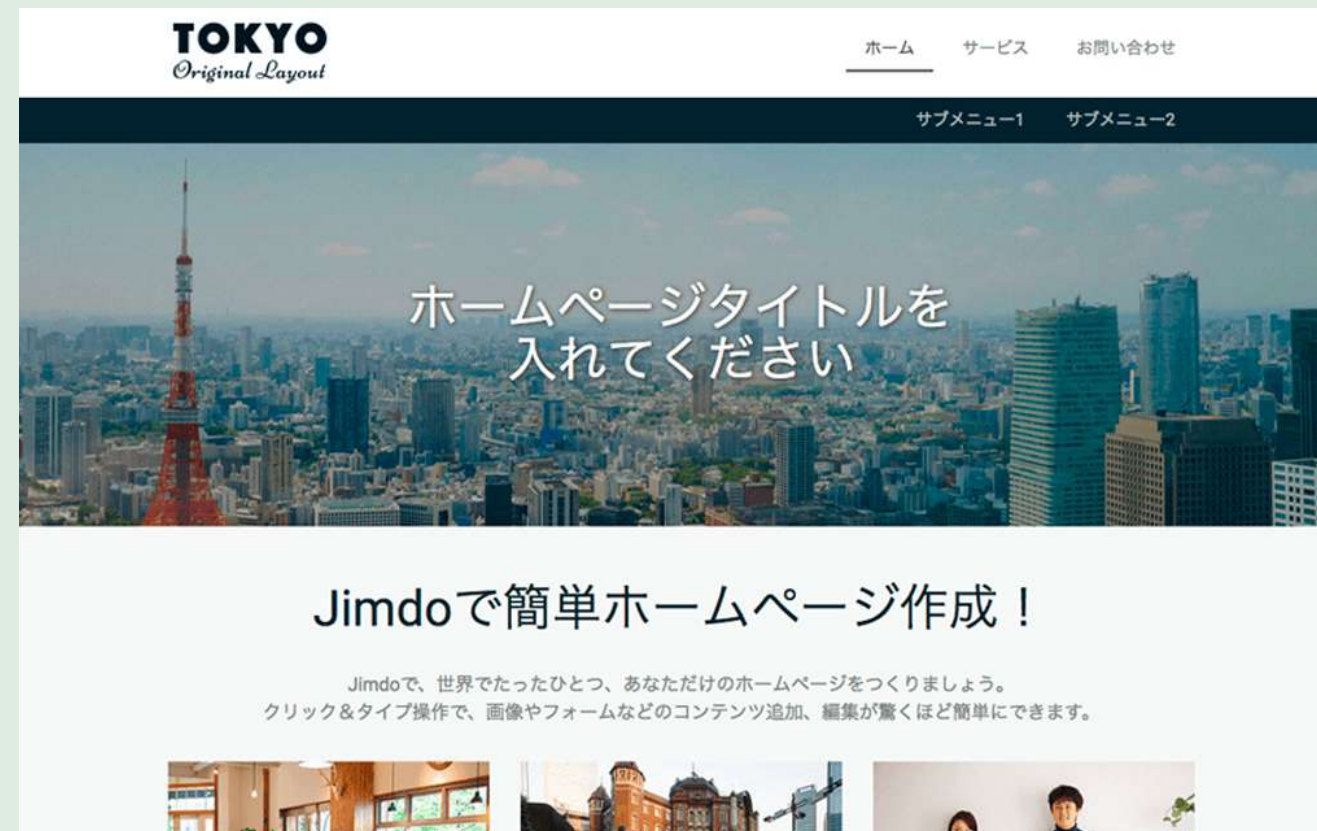 TOKYO
Original Layout
ホーム サービス お問い合わせ
サブメニュー1 サブメニュー2
ホームページタイトルを
入れてください
Jimdoで簡単ホームページ作成！
Jimdoで、世界でたったひとつ、あなただけのホームページをつくりましょう。
クリック＆タイプ操作で、画像やフォームなどのコンテンツ追加、編集が驚くほど簡単にできます。